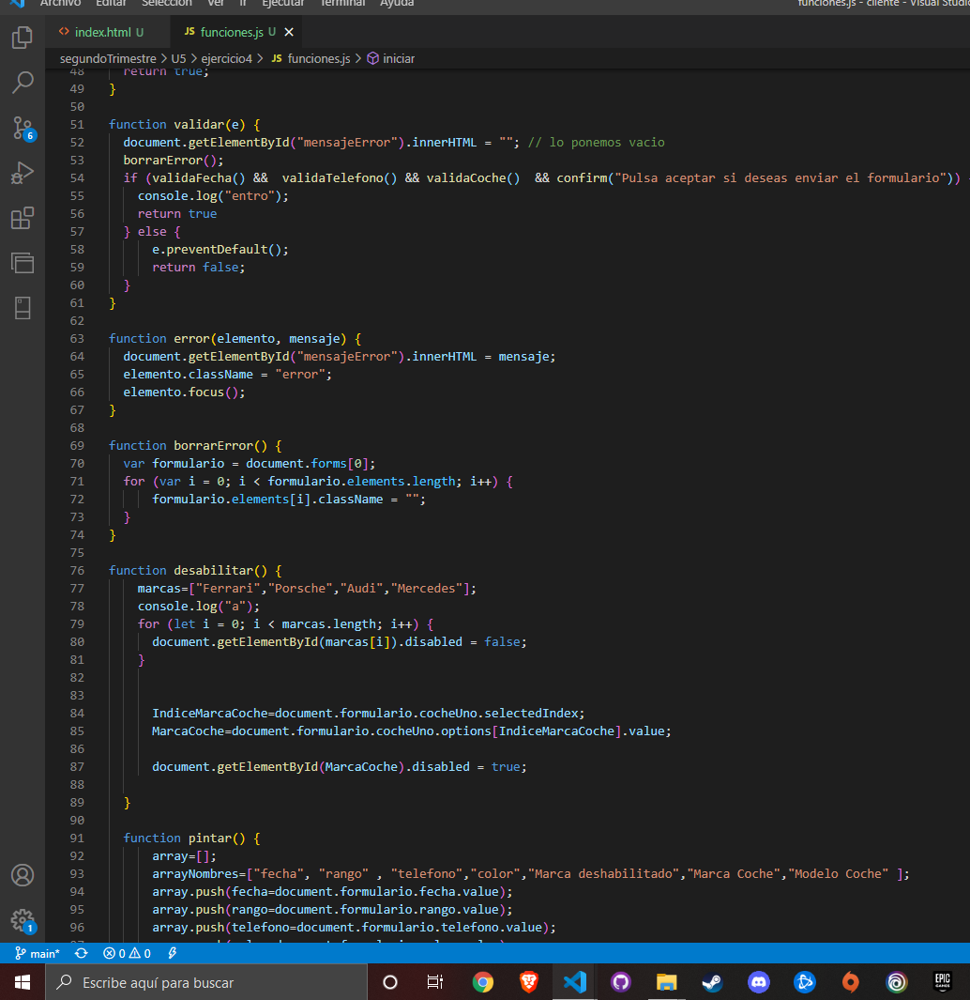 Archivo Editar Selección Ver Ir Ejecutar Terminal Ayuda funciones.js - cliente - Visual Studio
index.html U JS funciones.js U
segundoTrimestre > U5 > ejercicio4 > JS funciones.js > iniciar
48 return true;
49 }
50
51 function validar(e) {
52 document.getElementById("mensajeError").innerHTML = ""; // lo ponemos vacio
53 borrarError();
54 if (validaFecha() && validaTelefono() && validaCoche() && confirm("Pulsa aceptar si deseas enviar el formulario"))
55 console.log("entro");
56 return true
57 } else {
58 e.preventDefault();
59 return false;
60 }
61 }
62
63 function error(elemento, mensaje) {
64 document.getElementById("mensajeError").innerHTML = mensaje;
65 elemento.className = "error";
66 elemento.focus();
67 }
68
69 function borrarError() {
70 var formulario = document.forms[0];
71 for (var i = 0; i < formulario.elements.length; i++) {
72 formulario.elements[i].className = "";
73 }
74 }
75
76 function desabilitar() {
77 marcas=["Ferrari","Porsche","Audi","Mercedes"];
78 console.log("a");
79 for (let i = 0; i < marcas.length; i++) {
80 document.getElementById(marcas[i]).disabled = false;
81 }
82
83
84 IndiceMarcaCoche=document.formulario.cocheUno.selectedIndex;
85 MarcaCoche=document.formulario.cocheUno.options[IndiceMarcaCoche].value;
86
87 document.getElementById(MarcaCoche).disabled = true;
88
89 }
90
91 function pintar() {
92 array=[];
93 arrayNombres=["fecha", "rango" , "telefono","color","Marca deshabilitado","Marca Coche","Modelo Coche" ];
94 array.push(fecha=document.formulario.fecha.value);
95 array.push(rango=document.formulario.rango.value);
96 array.push(telefono=document.formulario.telefono.value);
6
1
main* 0 0
Escribe aquí para buscar
EPIC GAMES